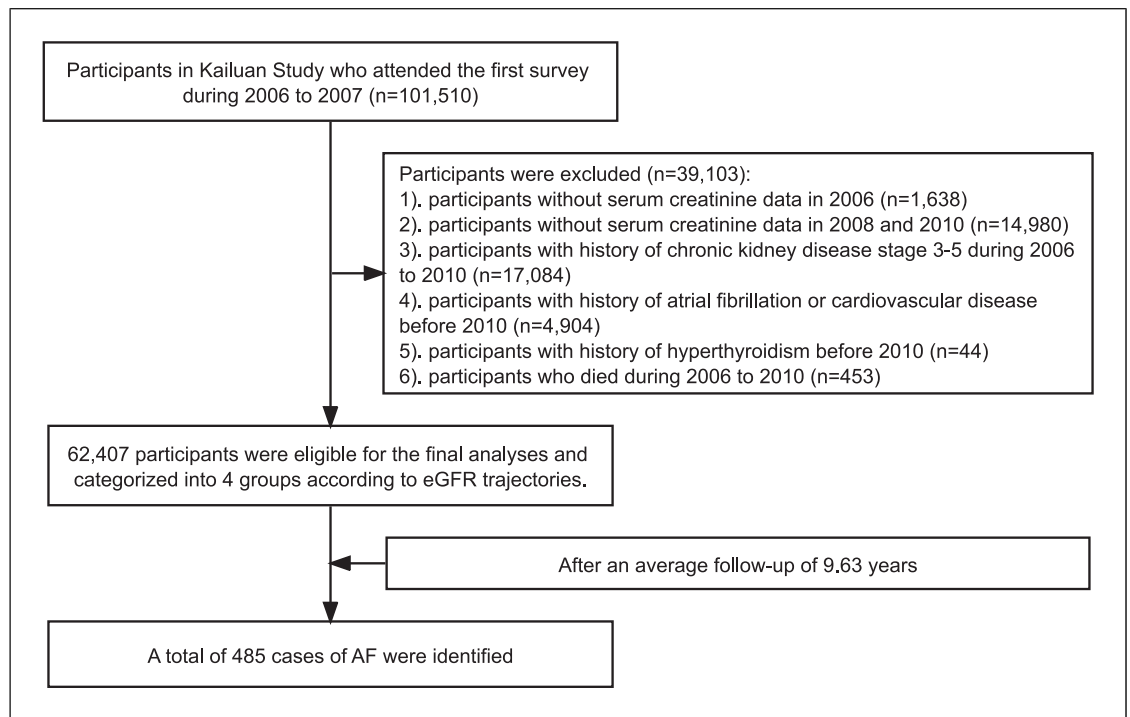 Participants in Kailuan Study who attended the first survey
during 2006 to 2007 (n=101,510)
Participants were excluded (n=39,103):
1). participants without serum creatinine data in 2006 (n=1,638)
2). participants without serum creatinine data in 2008 and 2010 (n=14,980)
3). participants with history of chronic kidney disease stage 3-5 during 2006
to 2010 (n=17,084)
4). participants with history of atrial fibrillation or cardiovascular disease
before 2010 (n=4,904)
5). participants with history of hyperthyroidism before 2010 (n=44)
6). participants who died during 2006 to 2010 (n=453)
62,407 participants were eligible for the final analyses and
categorized into 4 groups according to eGFR trajectories.
After an average follow-up of 9.63 years
A total of 485 cases of AF were identified